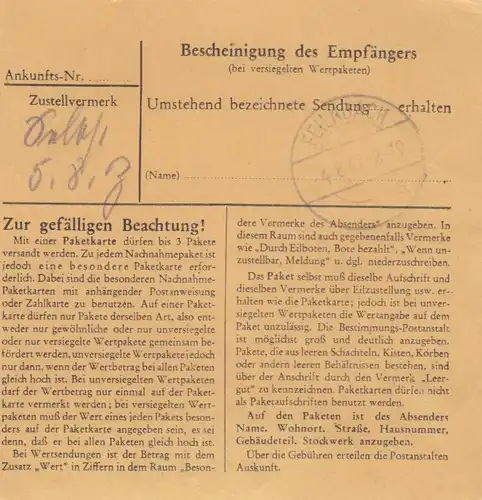 Bescheinigung des Empfängers
(bei versiegelten Wertpaketen)
Ankunfts-Nr.
Zustellvermerk
Umstehend bezeichnete Sendung erhalten
5. 8.
(Name)
Zur gefälligen Beachtung!
Mit einer Paketkarte dürfen bis 3 Pakete
versandt werden. Zu jedem Nachnahmepaket ist
jedoch eine besondere Paketkarte erfor-
derlich. Dabei sind die besonderen Nachnahme-
Paketkarten mit anhängender Postanweisung
oder Zahlkarte zu benutzen. Auf einer Paket-
karte dürfen nur Pakete derselben Art, also ent-
weder nur gewöhnliche oder nur unversiegelte
oder nur versiegelte Wertpakete gemeinsam be-
fördert werden, unversiegelte Wertpakete jedoch
nur dann, wenn der Wertbetrag bei allen Paketen
gleich hoch ist. Bei unversiegelten Wertpaketen
darf der Wertbetrag nur einmal auf der Paket-
karte vermerkt werden; bei versiegelten Wert-
paketen muß der Wert eines jeden Pakets beson-
ders auf der Paketkarte angegeben sein, es sei
denn, daß er bei allen Paketen gleich hoch ist.
Bei Wertsendungen ist der Betrag mit dem
Zusatz „Wert" in Ziffern in dem Raum „Beson-
dere Vermerke des Absenders" anzugeben. In
diesem Raum sind auch gegebenenfalls Vermerke
wie „Durch Eilboten, Bote bezahlt", „Wenn un-
zustellbar, Meldung" u. dgl. niederzuschreiben.
Das Paket selbst muß dieselbe Aufschrift und
dieselben Vermerke über Eilzustellung usw. er-
halten wie die Paketkarte; jedoch ist bei unver-
siegelten Wertpaketen die Wertangabe auf dem
Paket unzulässig. Die Bestimmungs-Postanstalt
ist möglichst groß und deutlich anzugeben.
Pakete, die aus leeren Schachteln, Kisten, Körben
oder andern leeren Behältnissen bestehen, sind
über der Anschrift durch den Vermerk „Leer-
gut" zu kennzeichnen. Paketkarten dürfen nicht
als Paketaufschriften benutzt werden.
Auf den Paketen ist des Absenders
Name, Wohnort, Straße, Hausnummer,
Gebäudeteil, Stockwerk anzugeben.
Über die Gebühren erteilen die Postanstalten
Auskunft.